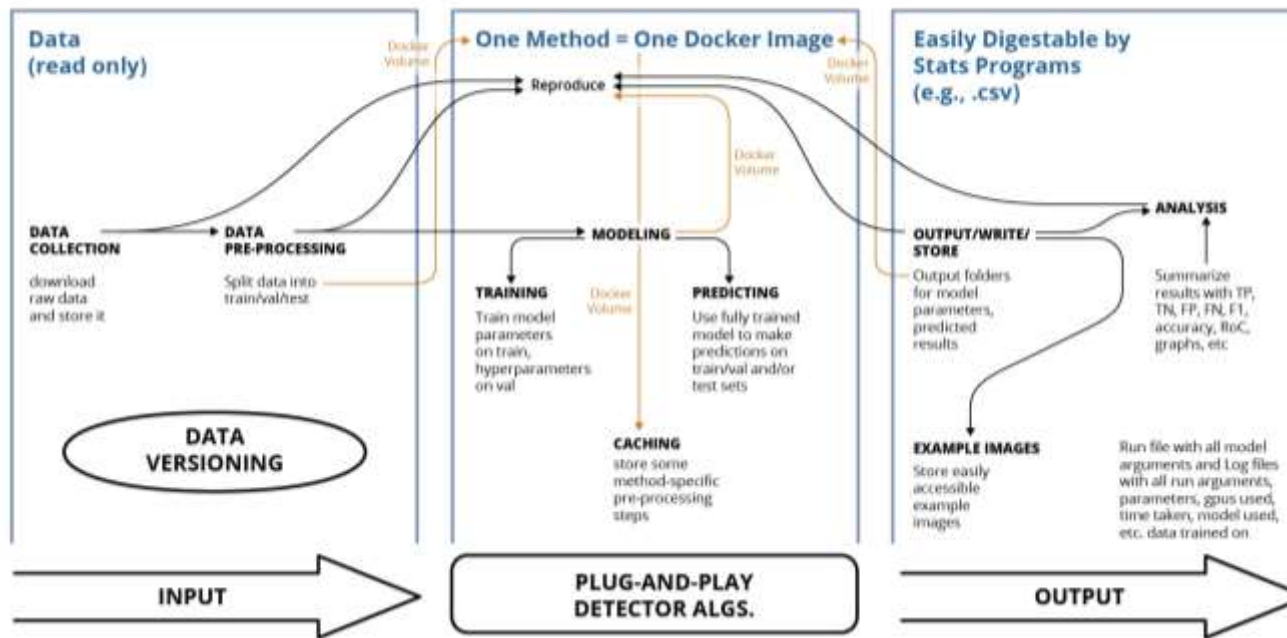 Data
(read only)
DATA
COLLECTION
download
raw data
and store it
DATA
PRE-PROCESSING
Split data into
train/val/test
DATA
VERSIONING
INPUT
Docker
Volume
One Method = One Docker Image
Reproduce
Docker
Volume
MODELING
TRAINING
Train model
parameters
on train,
hyperparameters
on val
Docker
Volume
PREDICTING
Use fully trained
model to make
predictions on
train/val and/or
test sets
CACHING
store some
method-specific
pre-processing
steps
PLUG-AND-PLAY
DETECTOR ALGS.
Docker
Volume
Easily Digestable by
Stats Programs
(e.g., .csv)
OUTPUT/WRITE/
STORE
Output folders
for model
parameters,
predicted
results
ANALYSIS
Summarize
results with TP,
TN, FP, FN, F1,
accuracy, RoC,
graphs, etc
EXAMPLE IMAGES
Store easily
accessible
example
images
Run file with all model
arguments and Log files
with all run arguments,
parameters, gpus used,
time taken, model used,
etc. data trained on
OUTPUT